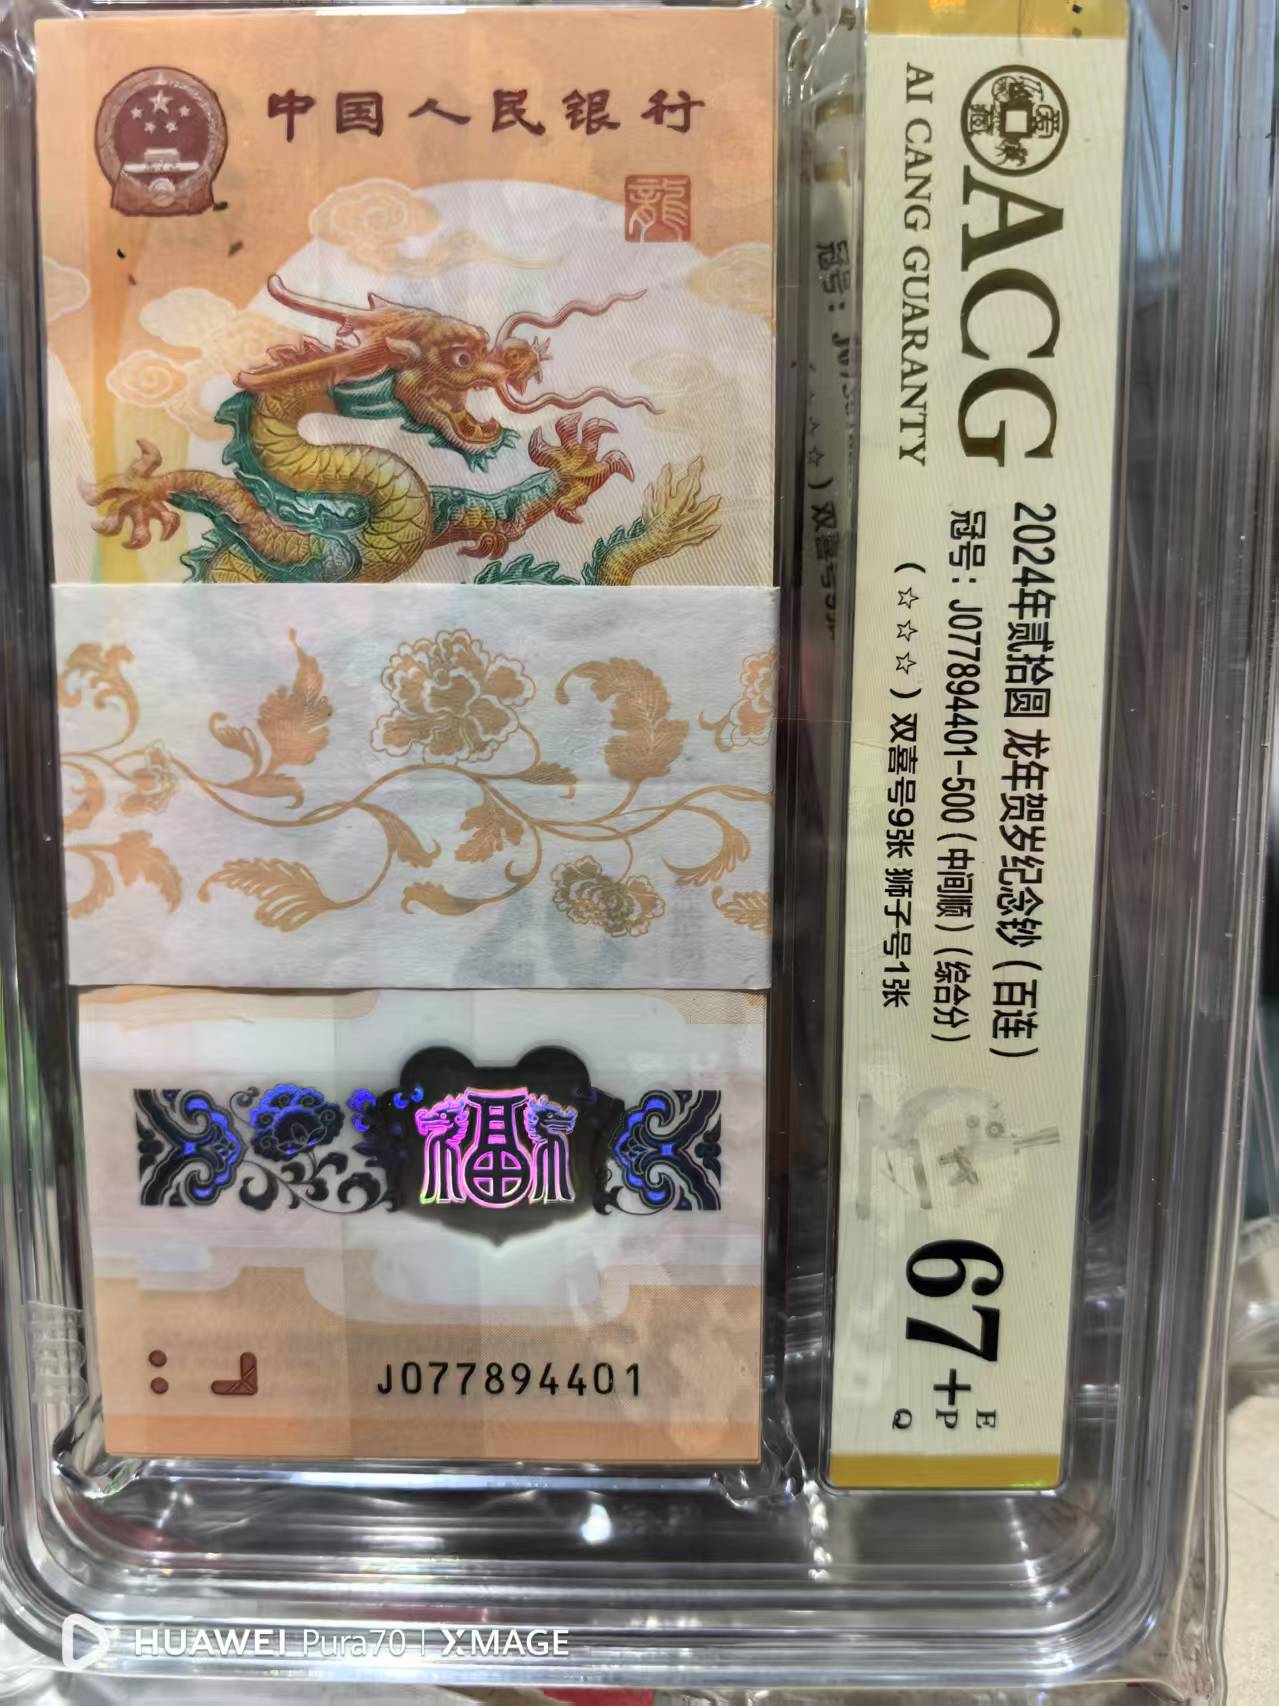 中国人民银行
龍
福
J077894401
ACG
AI CANG GUARANTY
2024年贰拾圆 龙年贺岁纪念钞（百连）
冠号：J077894401-500（中间顺）（综合分）
（☆☆☆）双喜号9张 狮子号1张
67+
E
P
Q
HUAWEI Pura70 | XMAGE